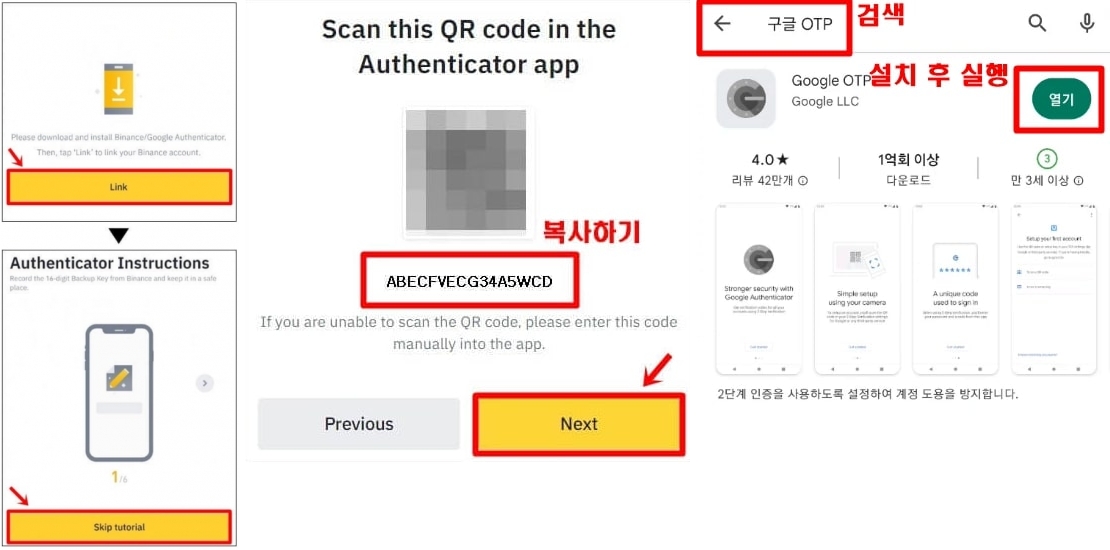 Please download and install Binance/Google Authenticator.
Then, tap 'Link' to link your Binance account.
Link
Authenticator Instructions
Record the 16-digit Backup Key from Binance and keep it in a safe
place.
1/6
Skip tutorial
Scan this QR code in the
Authenticator app
복사하기
ABECFVECG34A5WCD
If you are unable to scan the QR code, please enter this code
manually into the app.
Previous
Next
구글 OTP
검색
Google OTP
설치 후 실행
Google LLC
열기
4.0★
리뷰 42만개
1억회 이상
다운로드
3
만 3세 이상
Stronger security with
Google Authenticator
Simple setup
using your camera
A unique code
used to sign in
Setup your first account
2단계 인증을 사용하도록 설정하여 계정 도용을 방지합니다.